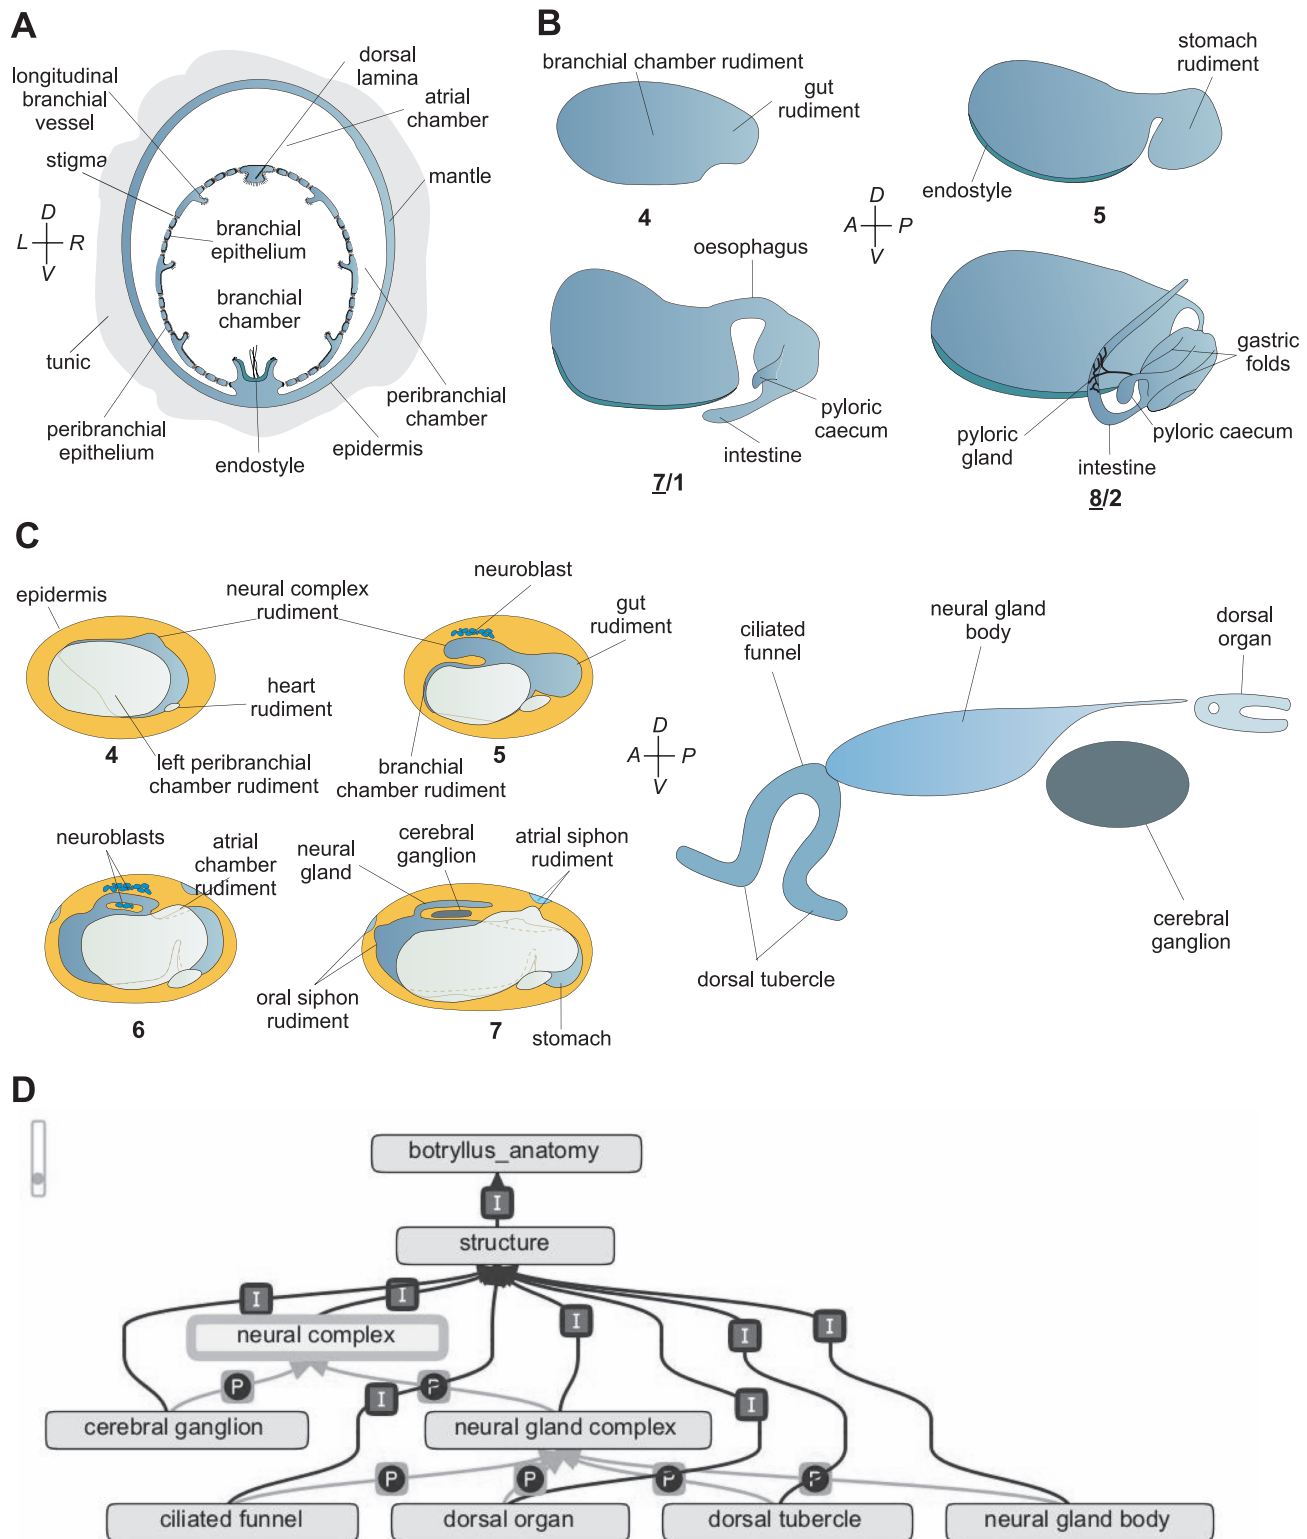 A
dorsal
lamina
longitudinal
branchial
vessel
atrial
chamber
stigma
mantle
D
L
R
V
branchial
epithelium
branchial
chamber
tunic
peribranchial
chamber
peribranchial
epithelium
endostyle
epidermis
B
branchial chamber rudiment
gut
rudiment
4
stomach
rudiment
endostyle
5
D
A
P
V
oesophagus
pyloric
caecum
intestine
7/1
gastric
folds
pyloric
gland
pyloric caecum
intestine
8/2
C
epidermis
neural complex
rudiment
neuroblast
gut
rudiment
heart
rudiment
4
left peribranchial
chamber rudiment
branchial
chamber rudiment
5
D
A
P
V
neuroblasts
atrial
chamber
rudiment
6
neural
gland
cerebral
ganglion
atrial siphon
rudiment
oral siphon
rudiment
7
stomach
ciliated
funnel
neural gland
body
dorsal
organ
dorsal tubercle
cerebral
ganglion
D
botryllus_anatomy
I
structure
I
I
neural complex
I
I
I
P
I
P
I
cerebral ganglion
neural gland complex
P
P
P
P
ciliated funnel
dorsal organ
dorsal tubercle
neural gland body